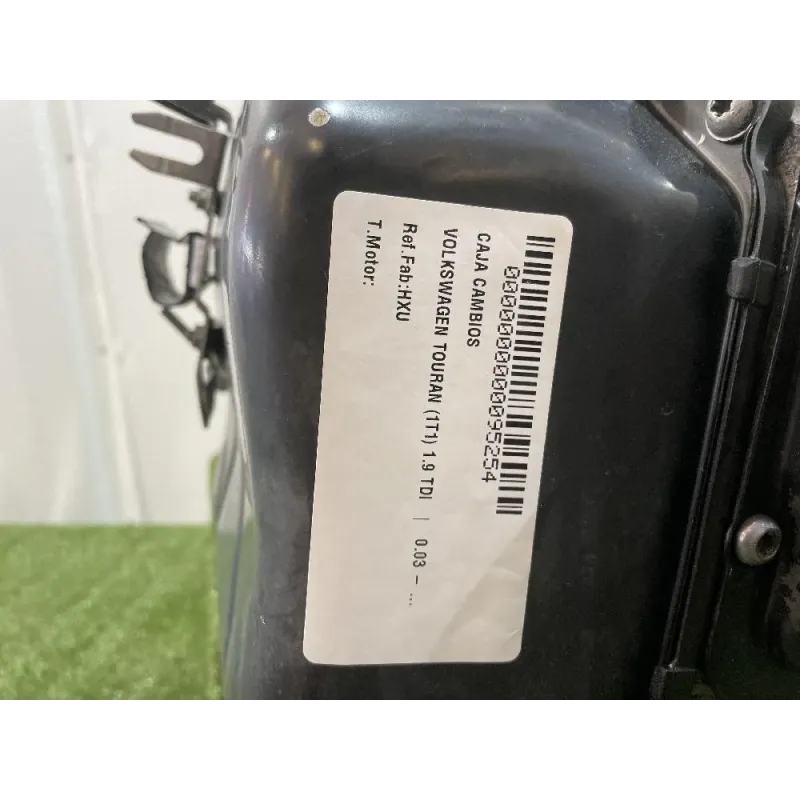 0000000000095254
CAJA CAMBIOS
VOLKSWAGEN TOURAN (1T1) 1.9 TDI | 0.03 - ...
Ref.Fab:HXU
T.Motor: